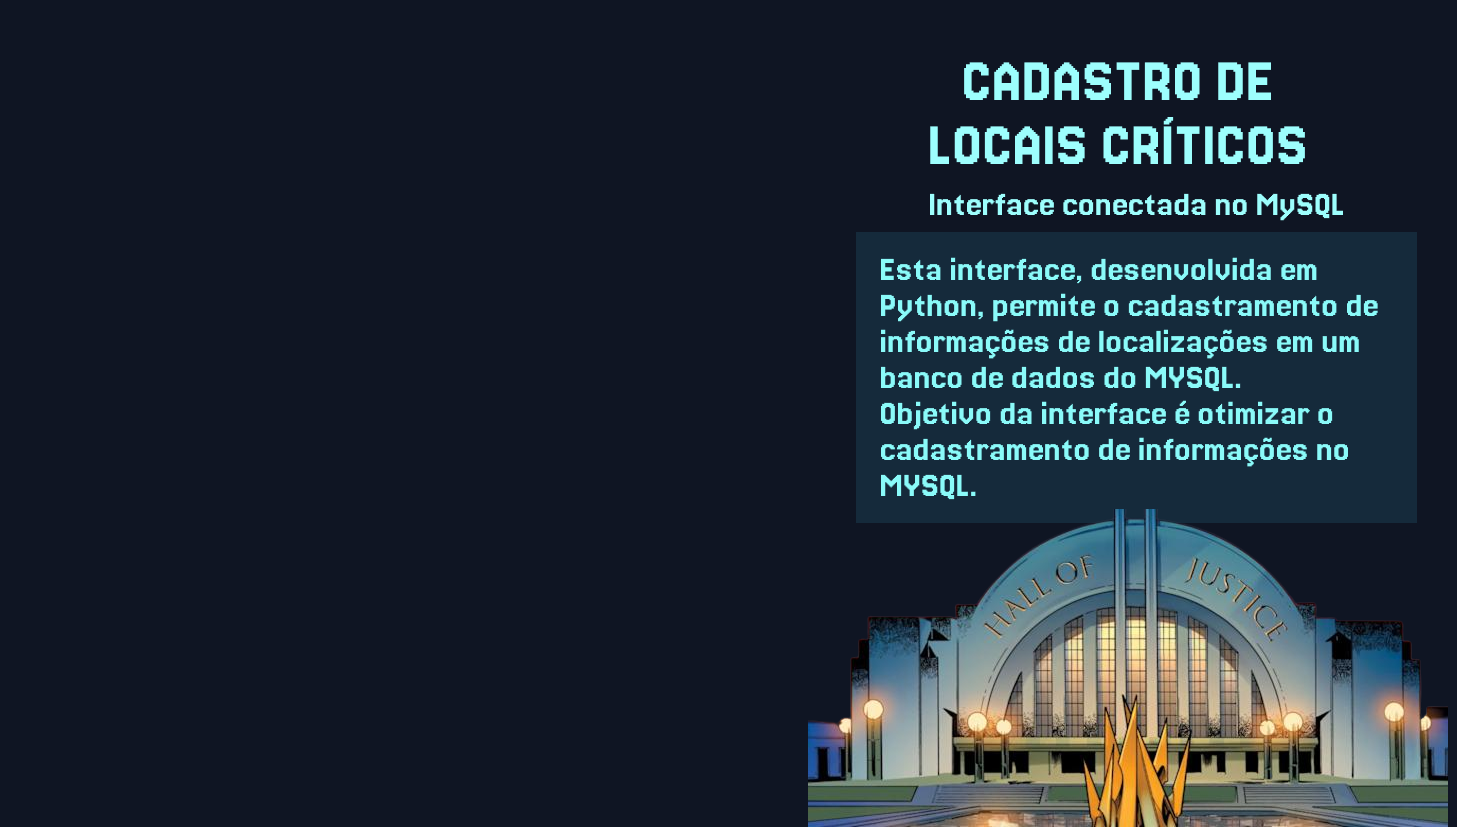 CADASTRO DE
LOCAIS CRÍTICOS
Interface conectada no MySQL
Esta interface, desenvolvida em
Python, permite o cadastramento de
informações de localizações em um
banco de dados do MYSQL.
Objetivo da interface é otimizar o
cadastramento de informações no
MYSQL.
HALL OF JUSTICE